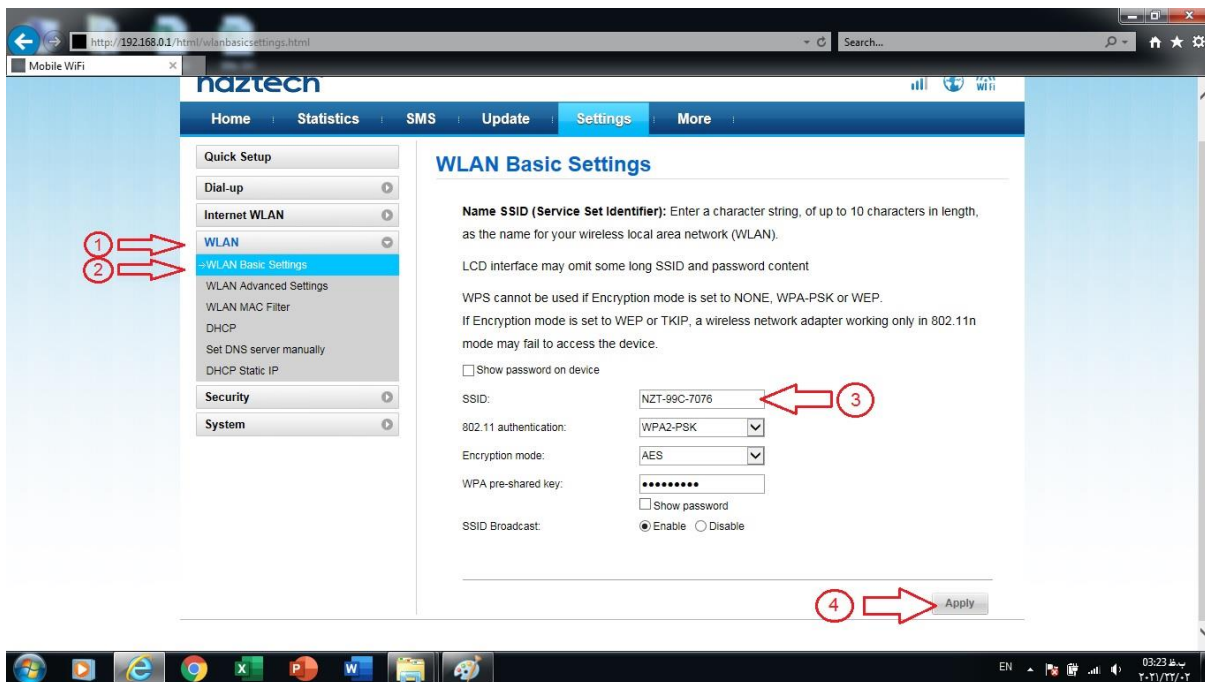 http://192.168.0.1/html/wlanbasicsettings.html
Search...
Mobile WiFi
naztech
WiFi
Home Statistics SMS Update Settings More
Quick Setup
Dial-up
Internet WLAN
WLAN
WLAN Basic Settings
WLAN Advanced Settings
WLAN MAC Filter
DHCP
Set DNS server manually
DHCP Static IP
Security
System
1
2
WLAN Basic Settings
Name SSID (Service Set Identifier): Enter a character string, of up to 10 characters in length,
as the name for your wireless local area network (WLAN).
LCD interface may omit some long SSID and password content
WPS cannot be used if Encryption mode is set to NONE, WPA-PSK or WEP.
If Encryption mode is set to WEP or TKIP, a wireless network adapter working only in 802.11n
mode may fail to access the device.
Show password on device
SSID: NZT-99C-7076
3
802.11 authentication: WPA2-PSK
Encryption mode: AES
WPA pre-shared key: •••••••••
Show password
SSID Broadcast: Enable Disable
4
Apply
EN
03:23 ب.ظ